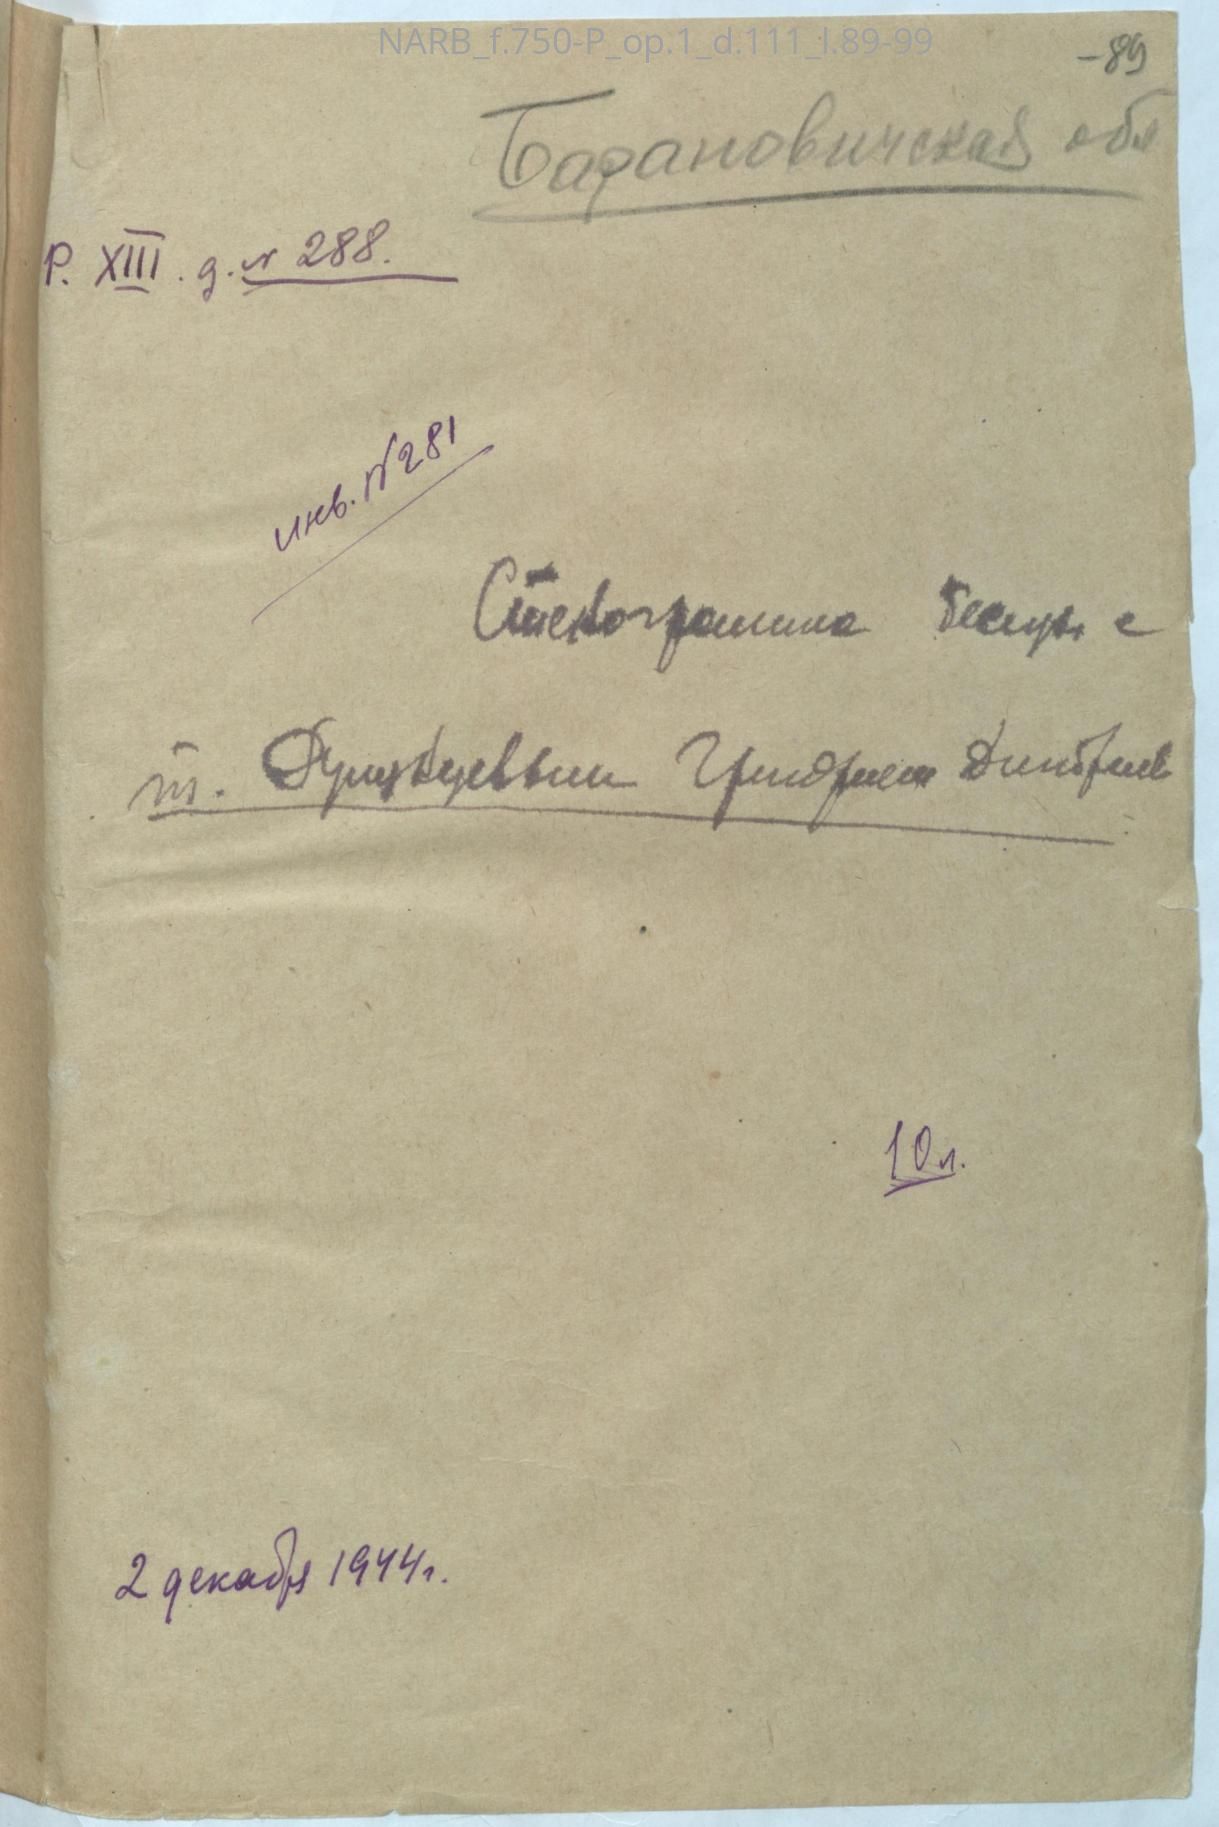 NARB_f.750-P_op.1_d.111_l.89-99
-89
Барановичская обл
Р. XIII. д. № 288.
инв. №281
Стенограмма беседы с
т. Григорием Дмитриев
10 л.
2 декабря 1944 г.